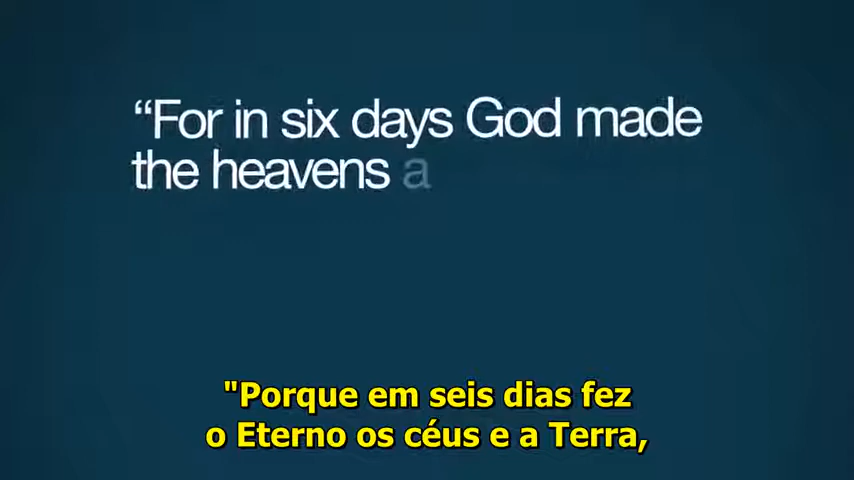 “For in six days God made
the heavens a
"Porque em seis dias fez
o Eterno os céus e a Terra,